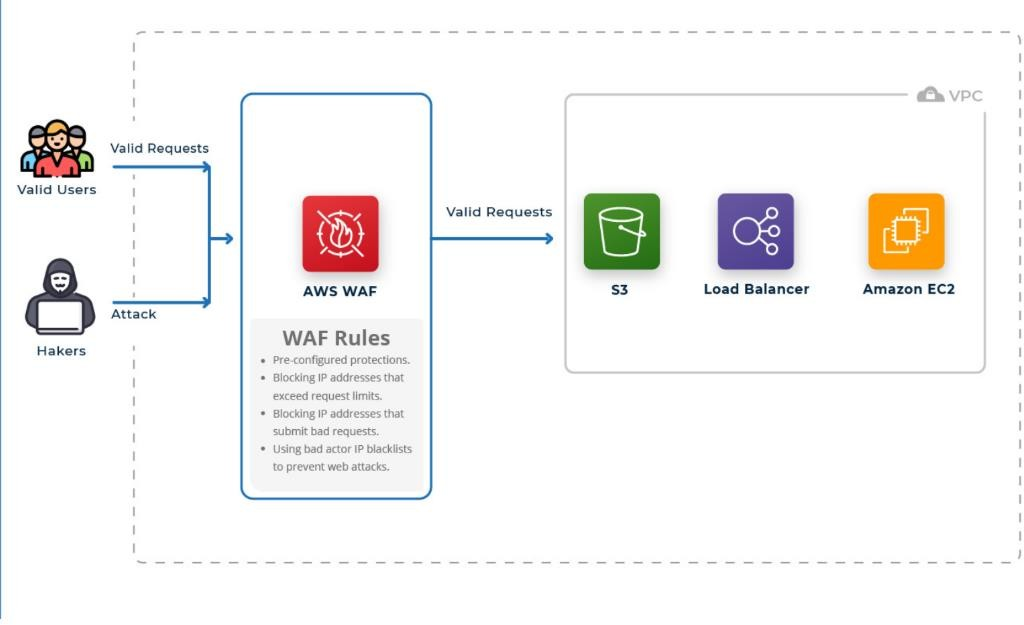 VPC
Valid Requests
Valid Users
Valid Requests
Attack
Hakers
AWS WAF
S3
Load Balancer
Amazon EC2
WAF Rules
• Pre-configured protections.
• Blocking IP addresses that
exceed request limits.
• Blocking IP addresses that
submit bad requests.
• Using bad actor IP blacklists
to prevent web attacks.